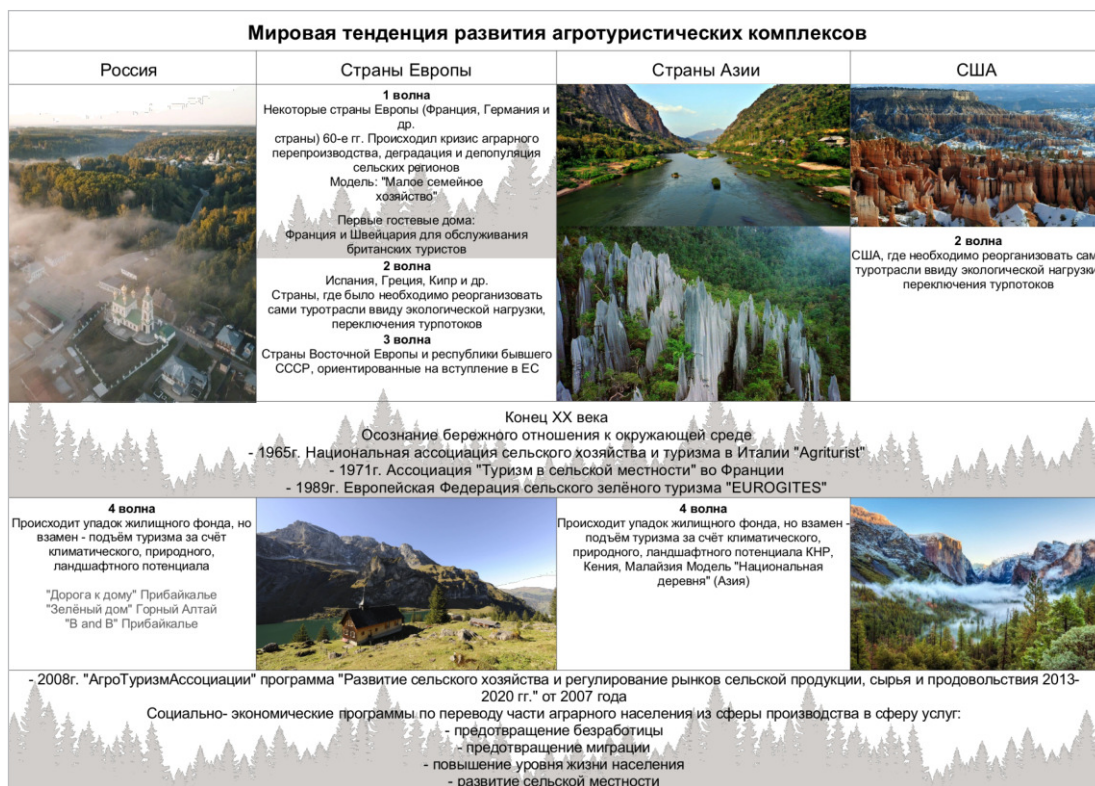 Мировая тенденция развития агротуристических комплексов
Россия
Страны Европы
Страны Азии
США
1 волна
Некоторые страны Европы (Франция, Германия и
др.
страны) 60-е гг. Происходил кризис аграрного
перепроизводства, деградация и депопуляция
сельских регионов
Модель: "Малое семейное
хозяйство"
Первые гостевые дома:
Франция и Швейцария для обслуживания
британских туристов
2 волна
Испания, Греция, Кипр и др.
Страны, где было необходимо реорганизовать
сами туротрасли ввиду экологической нагрузки,
переключения турпотоков
3 волна
Страны Восточной Европы и республики бывшего
СССР, ориентированные на вступление в ЕС
2 волна
США, где необходимо реорганизовать сам
туротрасли ввиду экологической нагрузки
переключения турпотоков
Конец XX века
Осознание бережного отношения к окружающей среде
- 1965г. Национальная ассоциация сельского хозяйства и туризма в Италии "Agriturist"
- 1971г. Ассоциация "Туризм в сельской местности" во Франции
- 1989г. Европейская Федерация сельского зелёного туризма "EUROGITES"
4 волна
Происходит упадок жилищного фонда, но
взамен - подъём туризма за счёт
климатического, природного,
ландшафтного потенциала
"Дорога к дому" Прибайкалье
"Зелёный дом" Горный Алтай
"B and B" Прибайкалье
4 волна
Происходит упадок жилищного фонда, но взамен -
подъём туризма за счёт климатического,
природного, ландшафтного потенциала КНР,
Кения, Малайзия Модель "Национальная
деревня" (Азия)
- 2008г. "АгроТуризмАссоциации" программа "Развитие сельского хозяйства и регулирование рынков сельской продукции, сырья и продовольствия 2013-
2020 гг." от 2007 года
Социально- экономические программы по переводу части аграрного населения из сферы производства в сферу услуг:
- предотвращение безработицы
- предотвращение миграции
- повышение уровня жизни населения
- развитие сельской местности